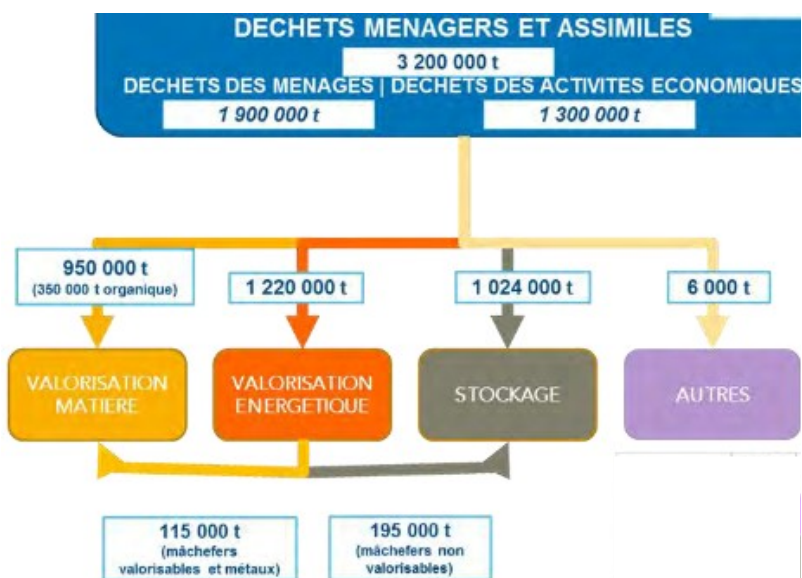 DECHETS MENAGERS ET ASSIMILES
3 200 000 t
DECHETS DES MENAGES | DECHETS DES ACTIVITES ECONOMIQUES
1 900 000 t
1 300 000 t
950 000 t
(350 000 t organique)
1 220 000 t
1 024 000 t
6 000 t
VALORISATION
MATIERE
VALORISATION
ENERGETIQUE
STOCKAGE
AUTRES
115 000 t
(mâchefers
valorisables et métaux)
195 000 t
(mâchefers non
valorisables)